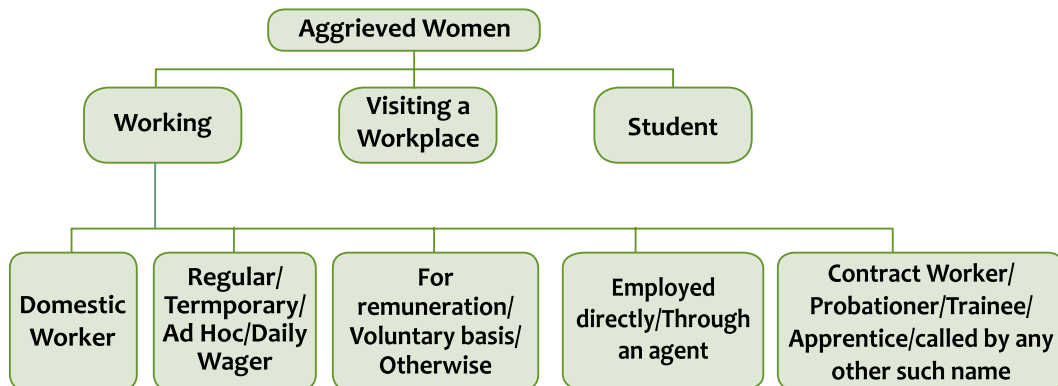 Aggrieved Women
Working
Visiting a
Workplace
Student
Domestic
Worker
Regular/
Termporary/
Ad Hoc/Daily
Wager
For
remuneration/
Voluntary basis/
Otherwise
Employed
directly/Through
an agent
Contract Worker/
Probationer/Trainee/
Apprentice/called by any
other such name